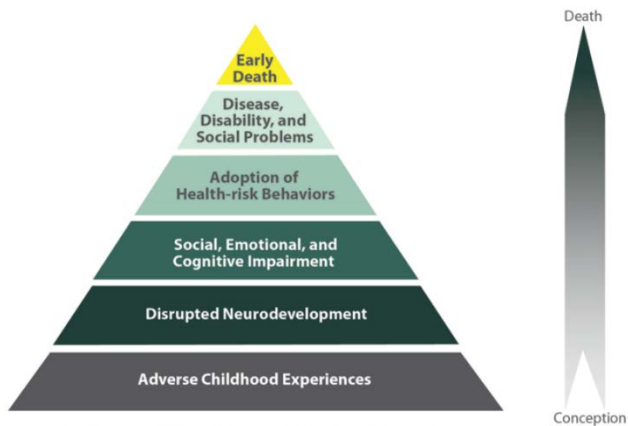 Death
Early
Death
Disease,
Disability, and
Social Problems
Adoption of
Health-risk Behaviors
Social, Emotional, and
Cognitive Impairment
Disrupted Neurodevelopment
Adverse Childhood Experiences
Conception